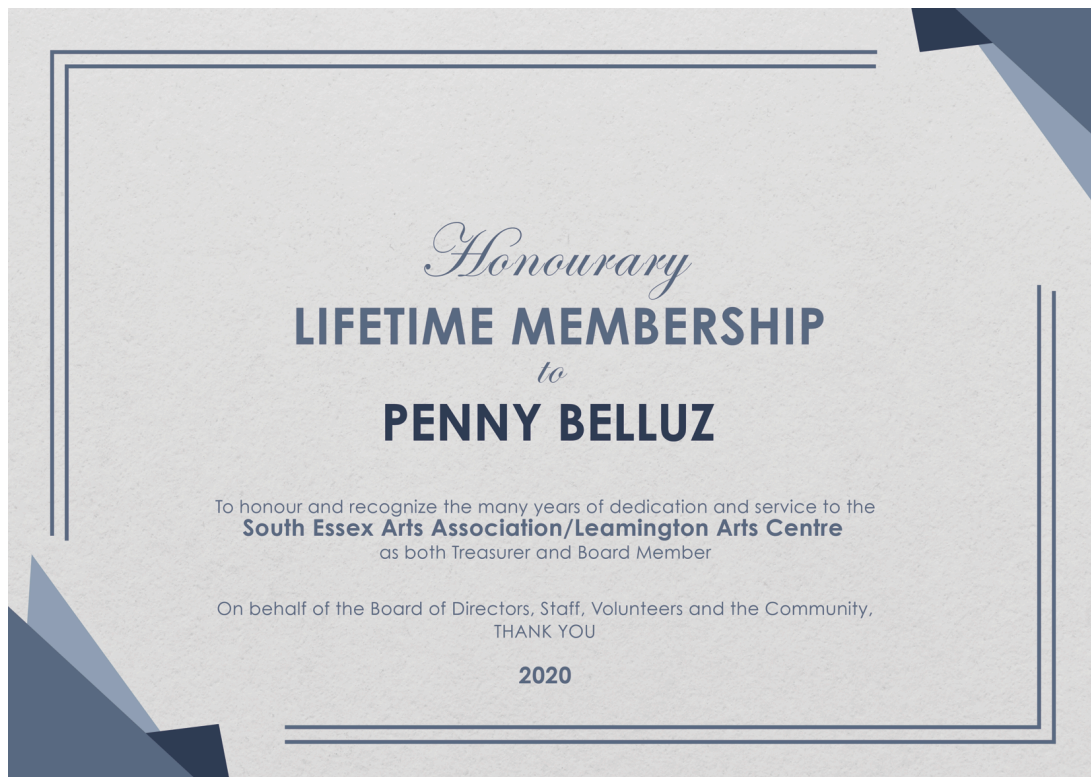 Honourary
LIFETIME MEMBERSHIP
to
PENNY BELLUZ
To honour and recognize the many years of dedication and service to the
South Essex Arts Association/Leamington Arts Centre
as both Treasurer and Board Member
On behalf of the Board of Directors, Staff, Volunteers and the Community,
THANK YOU
2020